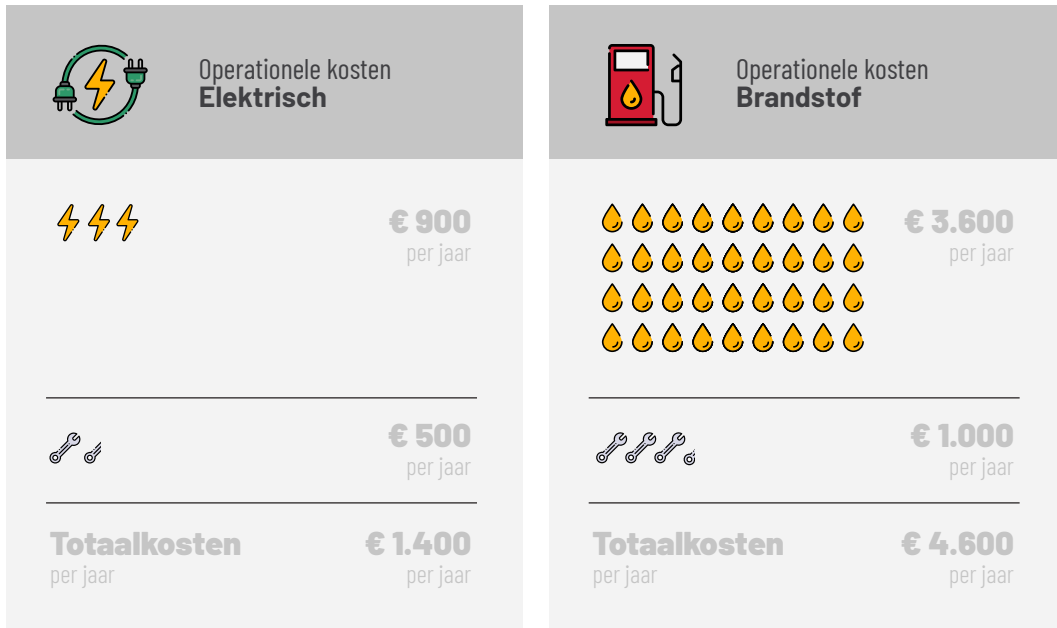 Operationele kosten
Elektrisch
€ 900
per jaar
€ 500
per jaar
Totaalkosten
€ 1.400
per jaar
per jaar
Operationele kosten
Brandstof
€ 3.600
per jaar
€ 1.000
per jaar
Totaalkosten
€ 4.600
per jaar
per jaar